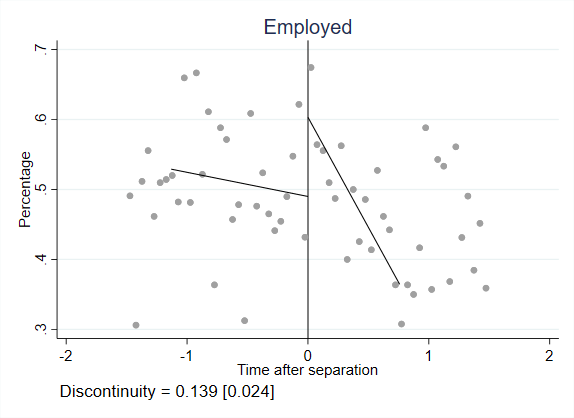 Employed
Percentage
.7
.6
.5
.4
.3
-2 -1 0 1 2
Time after separation
Discontinuity = 0.139 [0.024]